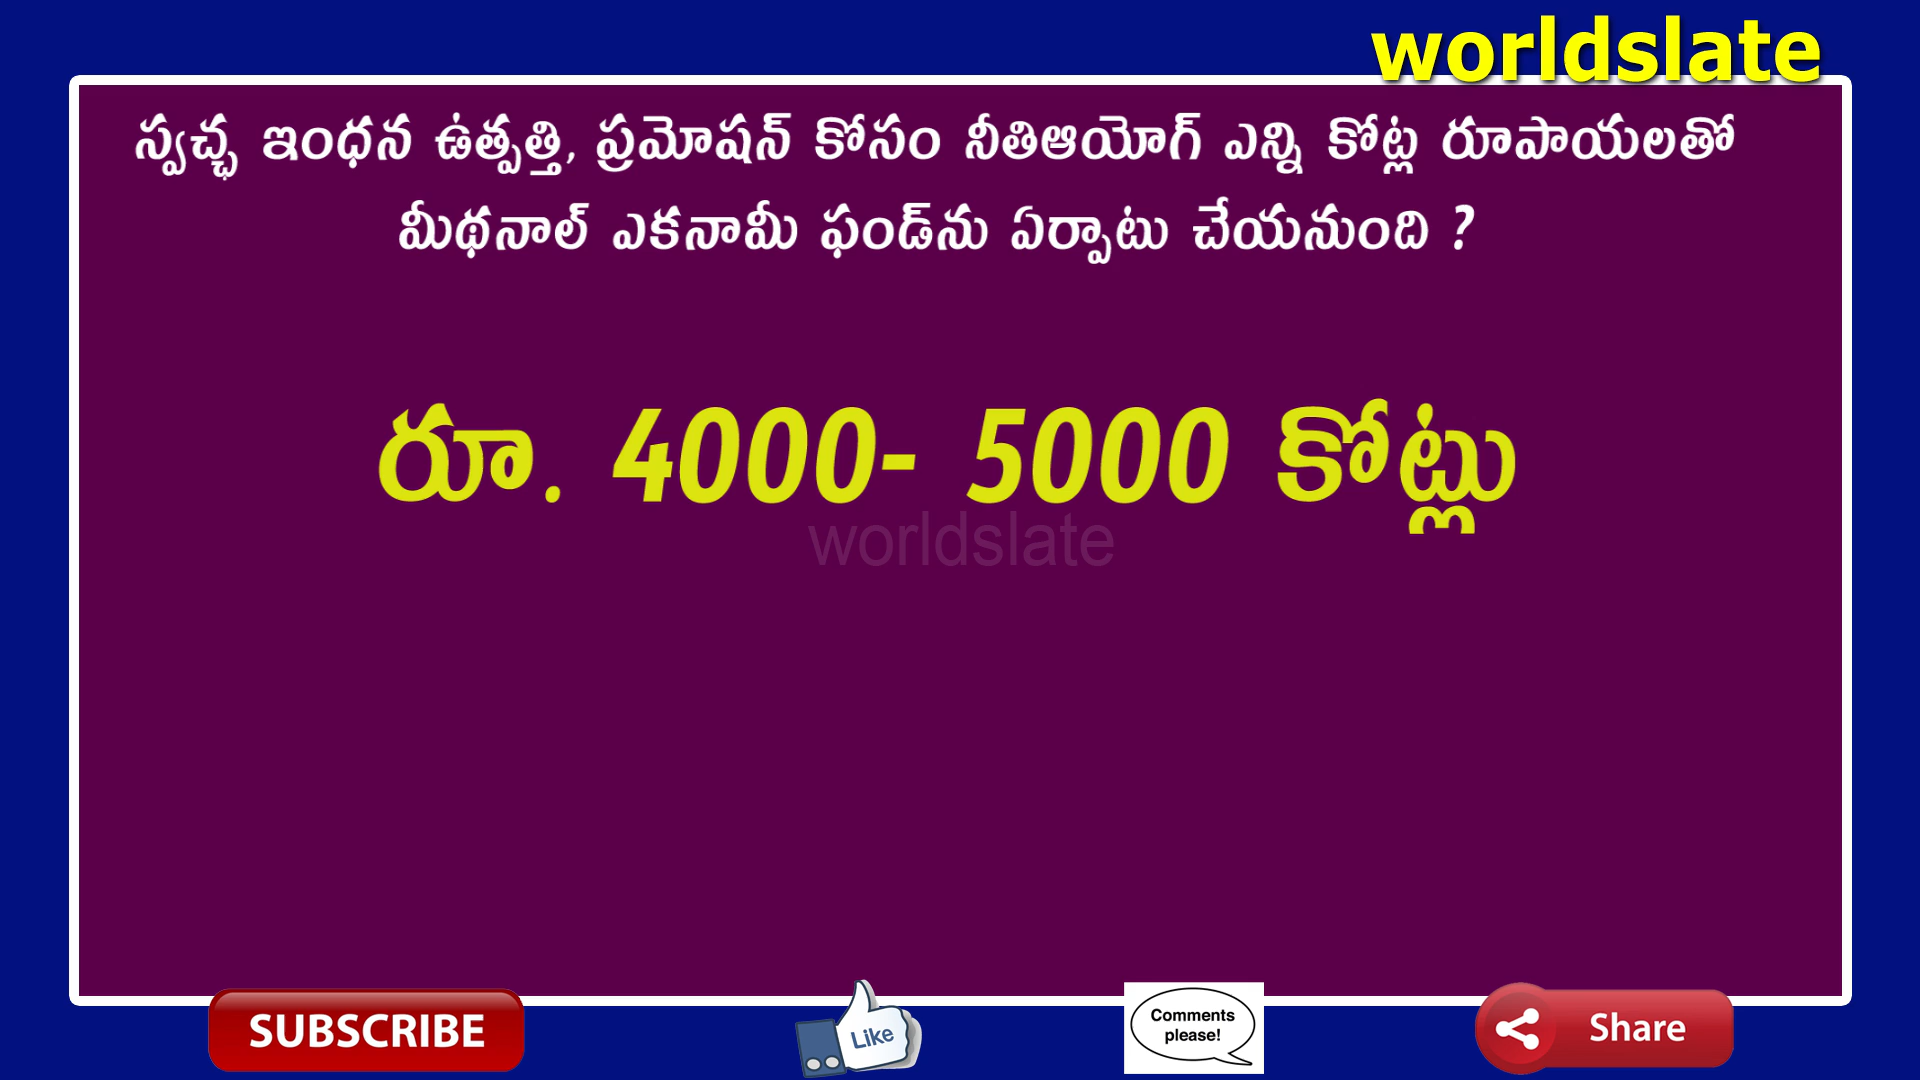 worldslate
స్వచ్ఛ ఇంధన ఉత్పత్తి, ప్రమోషన్ కోసం నీతిఆయోగ్ ఎన్ని కోట్ల రూపాయలతో
మీథనాల్ ఎకనామీ ఫండ్‌ను ఏర్పాటు చేయనుంది ?
రూ. 4000- 5000 కోట్లు
worldslate
SUBSCRIBE
Like
Comments
please!
Share